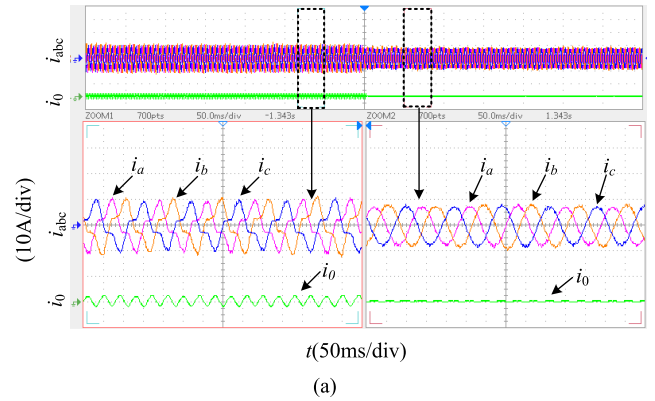 i_abc
i_0
ZOOM1 700pts 50.0ms/div -1.343s ZOOM2 700pts 50.0ms/div 1.343s
i_a i_b i_c i_a i_b i_c
(10A/div)
i_abc
i_0 i_0
i_0
t(50ms/div)
(a)